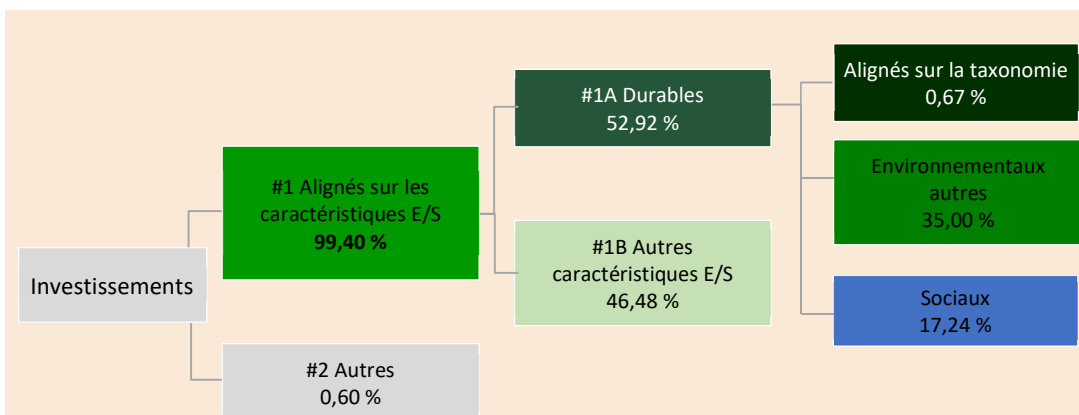 Investissements
#1 Alignés sur les
caractéristiques E/S
99,40 %
#2 Autres
0,60 %
#1A Durables
52,92 %
#1B Autres
caractéristiques E/S
46,48 %
Alignés sur la taxonomie
0,67 %
Environnementaux
autres
35,00 %
Sociaux
17,24 %